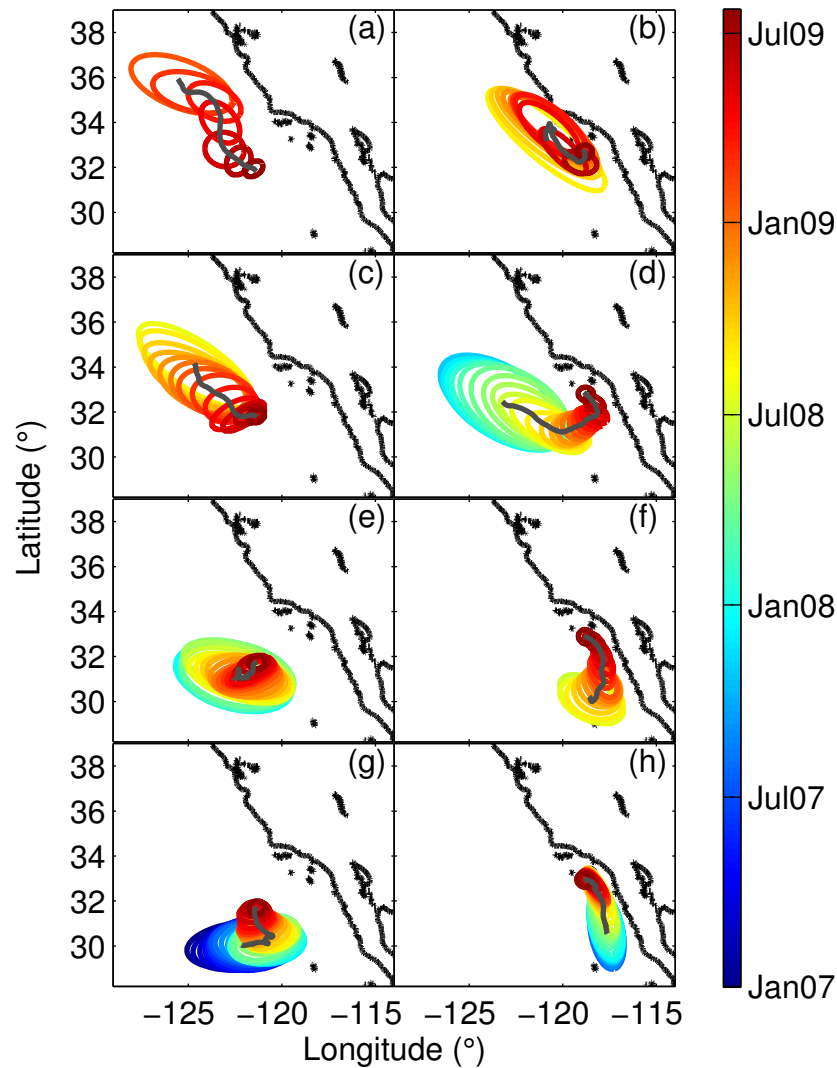 38
36
34
32
30
(a)
(b)
38
36
34
32
30
(c)
(d)
38
36
34
32
30
(e)
(f)
38
36
34
32
30
(g)
(h)
−125 −120 −115
−125 −120 −115
Longitude (°)
Latitude (°)
Jul09
Jan09
Jul08
Jan08
Jul07
Jan07